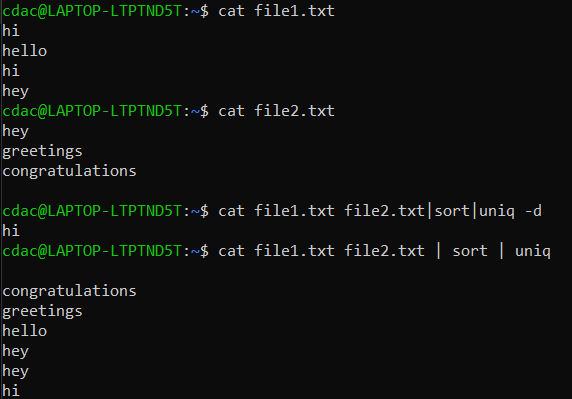 cdac@LAPTOP-LTPTND5T:~$ cat file1.txt
hi
hello
hi
hey
cdac@LAPTOP-LTPTND5T:~$ cat file2.txt
hey
greetings
congratulations

cdac@LAPTOP-LTPTND5T:~$ cat file1.txt file2.txt|sort|uniq -d
hi
cdac@LAPTOP-LTPTND5T:~$ cat file1.txt file2.txt | sort | uniq

congratulations
greetings
hello
hey
hey
hi